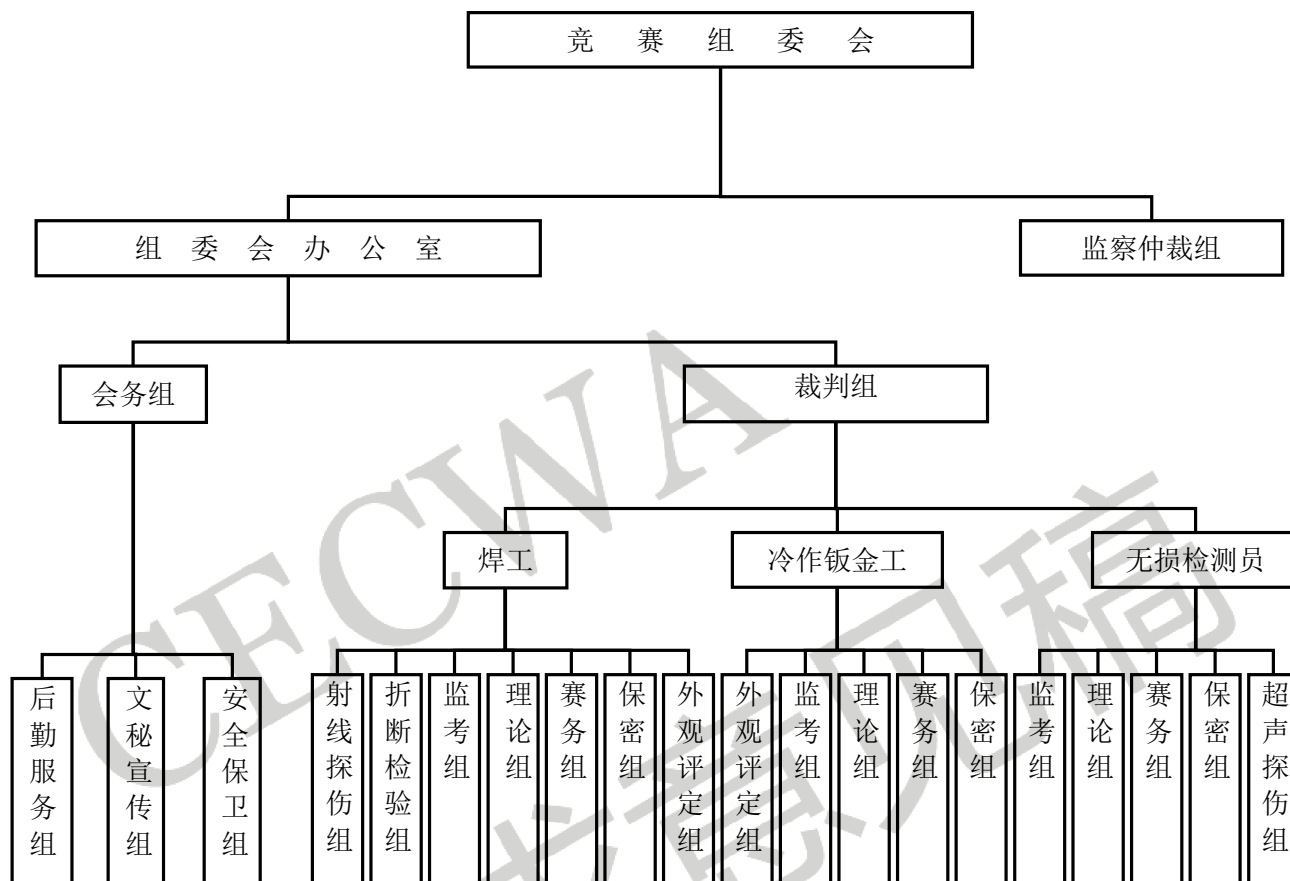 竞赛组委会
组委会办公室
监察仲裁组
会务组
裁判组
焊工
冷作钣金工
无损检测员
后勤服务组
文秘宣传组
安全保卫组
射线探伤组
折断检验组
监考组
理论组
赛务组
保密组
外观评定组
外观评定组
监考组
理论组
赛务组
保密组
监考组
理论组
赛务组
保密组
超声探伤组
CECWA
求意见稿